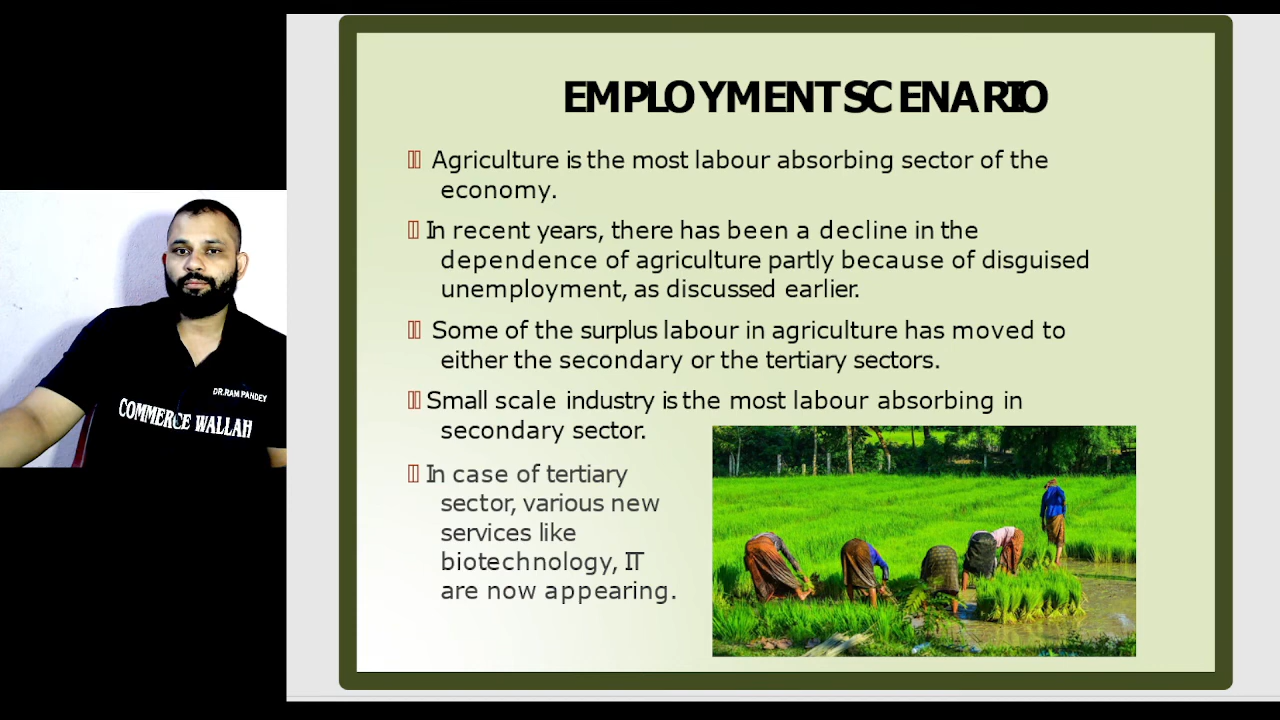 EMPLOYMENT SCENARIO
Agriculture is the most labour absorbing sector of the
economy.
In recent years, there has been a decline in the
dependence of agriculture partly because of disguised
unemployment, as discussed earlier.
Some of the surplus labour in agriculture has moved to
either the secondary or the tertiary sectors.
Small scale industry is the most labour absorbing in
secondary sector.
In case of tertiary
sector, various new
services like
biotechnology, IT
are now appearing.
DR.RAM PANDEY
COMMERCE WALLAH